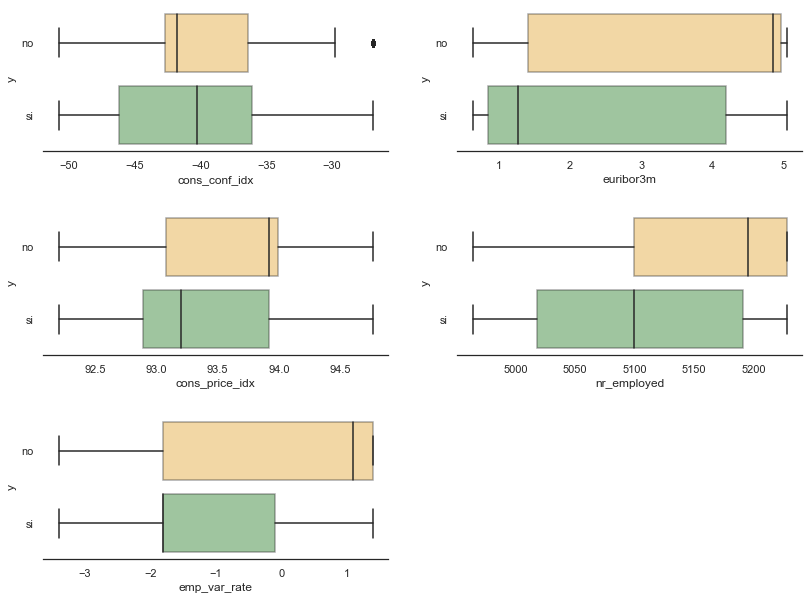 no
y
si
−50 −45 −40 −35 −30
cons_conf_idx
no
y
si
1 2 3 4 5
euribor3m
no
y
si
92.5 93.0 93.5 94.0 94.5
cons_price_idx
no
y
si
5000 5050 5100 5150 5200
nr_employed
no
y
si
−3 −2 −1 0 1
emp_var_rate